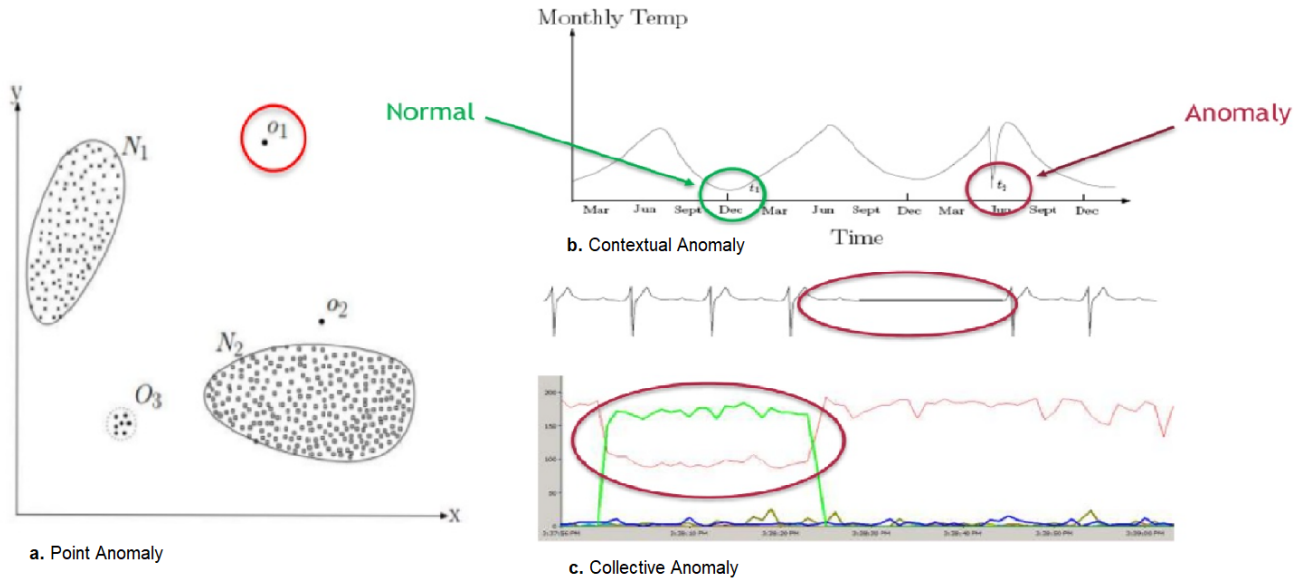 y
N₁
o₁
o₂
N₂
O₃
x
a. Point Anomaly
Monthly Temp
Normal
Anomaly
t₁
Mar Jun Sept Dec Mar Jun Sept Dec Mar Jun Sept Dec
Time
b. Contextual Anomaly
200
150
100
50
0
c. Collective Anomaly